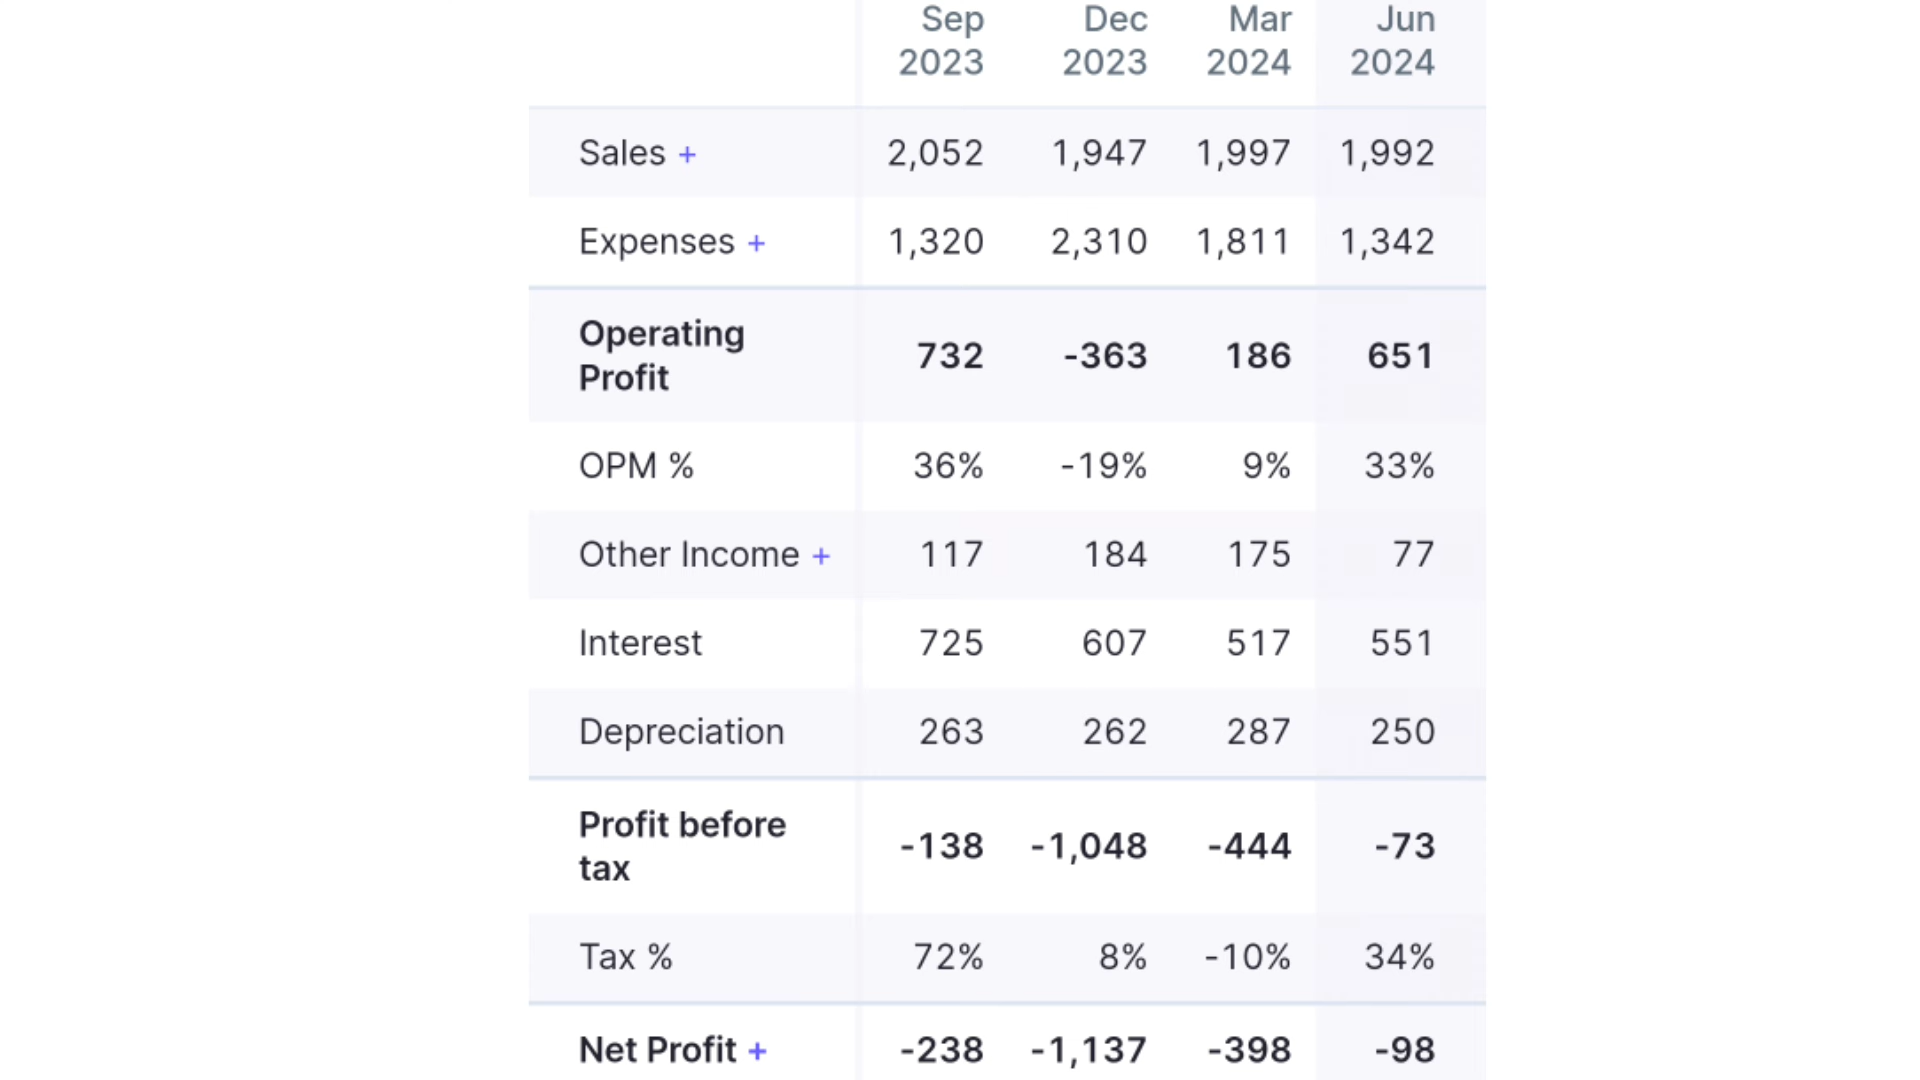 Sep 2023 Dec 2023 Mar 2024 Jun 2024
Sales + 2,052 1,947 1,997 1,992
Expenses + 1,320 2,310 1,811 1,342
Operating Profit 732 -363 186 651
OPM % 36% -19% 9% 33%
Other Income + 117 184 175 77
Interest 725 607 517 551
Depreciation 263 262 287 250
Profit before tax -138 -1,048 -444 -73
Tax % 72% 8% -10% 34%
Net Profit + -238 -1,137 -398 -98